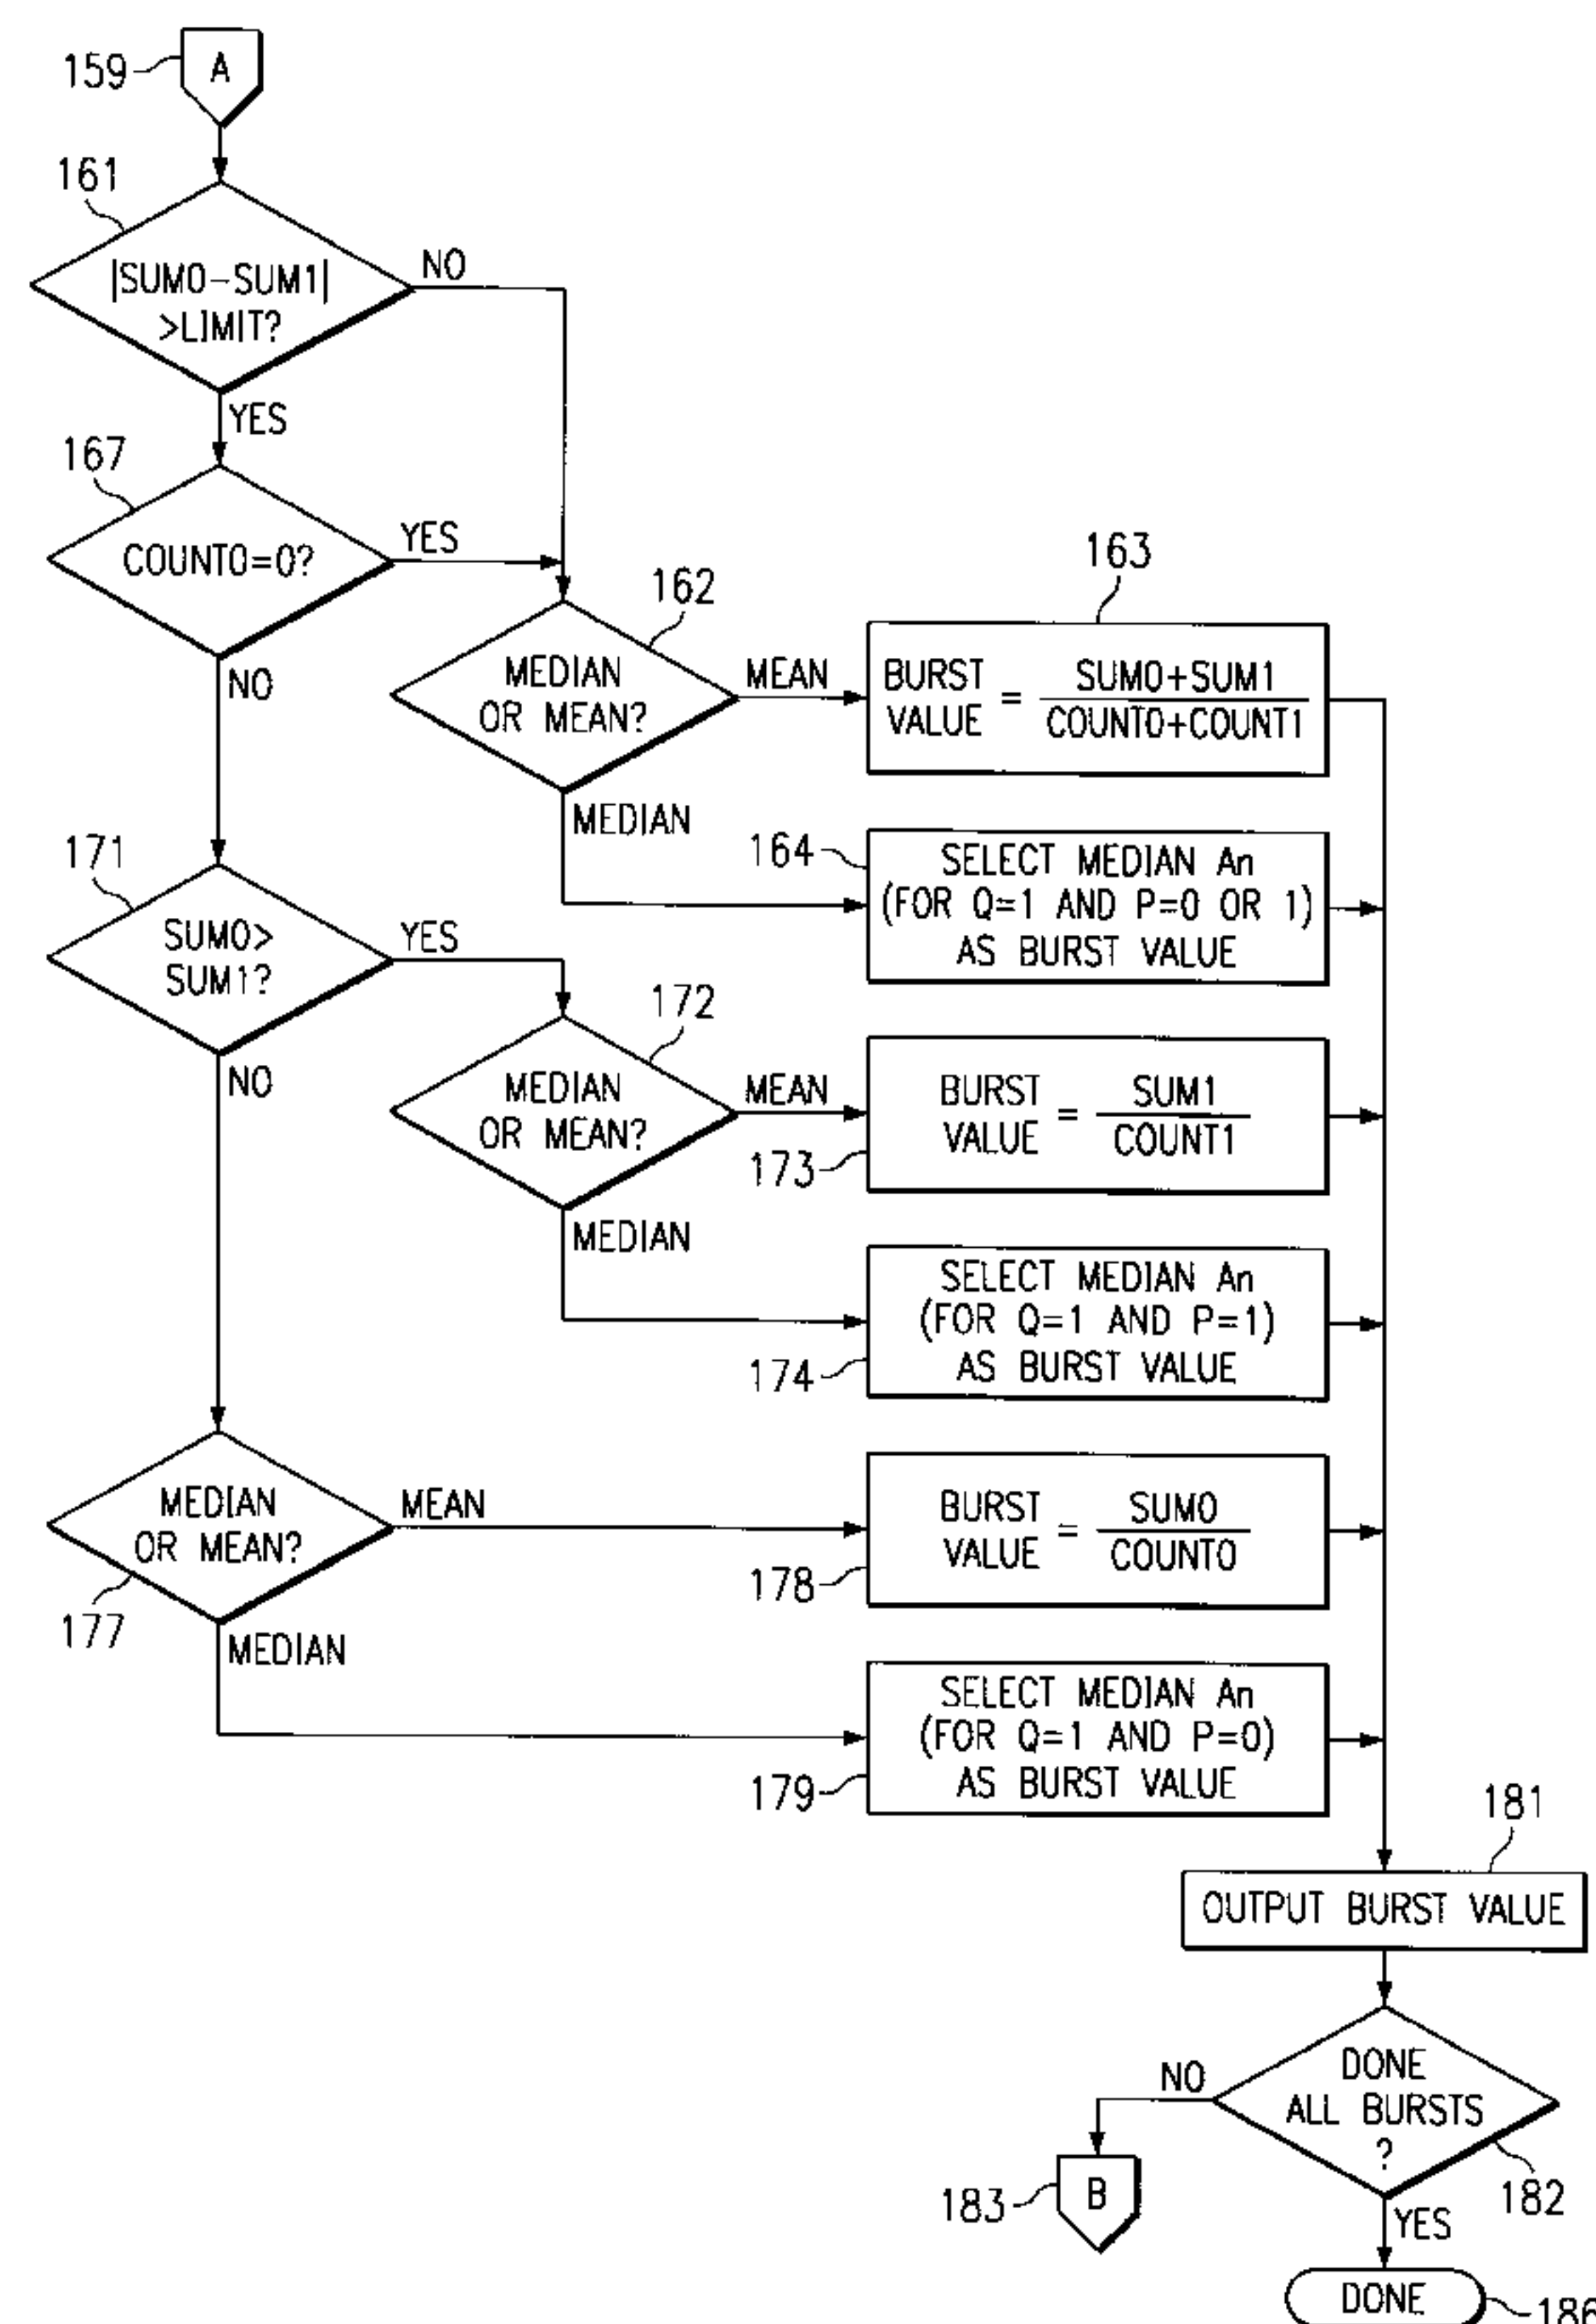 159
A
161
|SUM0-SUM1|
>LIMIT?
NO
YES
167
COUNT0=0?
YES
NO
162
MEDIAN
OR MEAN?
MEAN
MEDIAN
163
BURST
VALUE
=
SUM0+SUM1
COUNT0+COUNT1
164
SELECT MEDIAN An
(FOR Q=1 AND P=0 OR 1)
AS BURST VALUE
171
SUM0>
SUM1?
YES
NO
172
MEDIAN
OR MEAN?
MEAN
MEDIAN
173
BURST
VALUE
=
SUM1
COUNT1
174
SELECT MEDIAN An
(FOR Q=1 AND P=1)
AS BURST VALUE
177
MEDIAN
OR MEAN?
MEAN
MEDIAN
178
BURST
VALUE
=
SUM0
COUNT0
179
SELECT MEDIAN An
(FOR Q=1 AND P=0)
AS BURST VALUE
181
OUTPUT BURST VALUE
182
DONE
ALL BURSTS
?
NO
183
B
YES
DONE
186